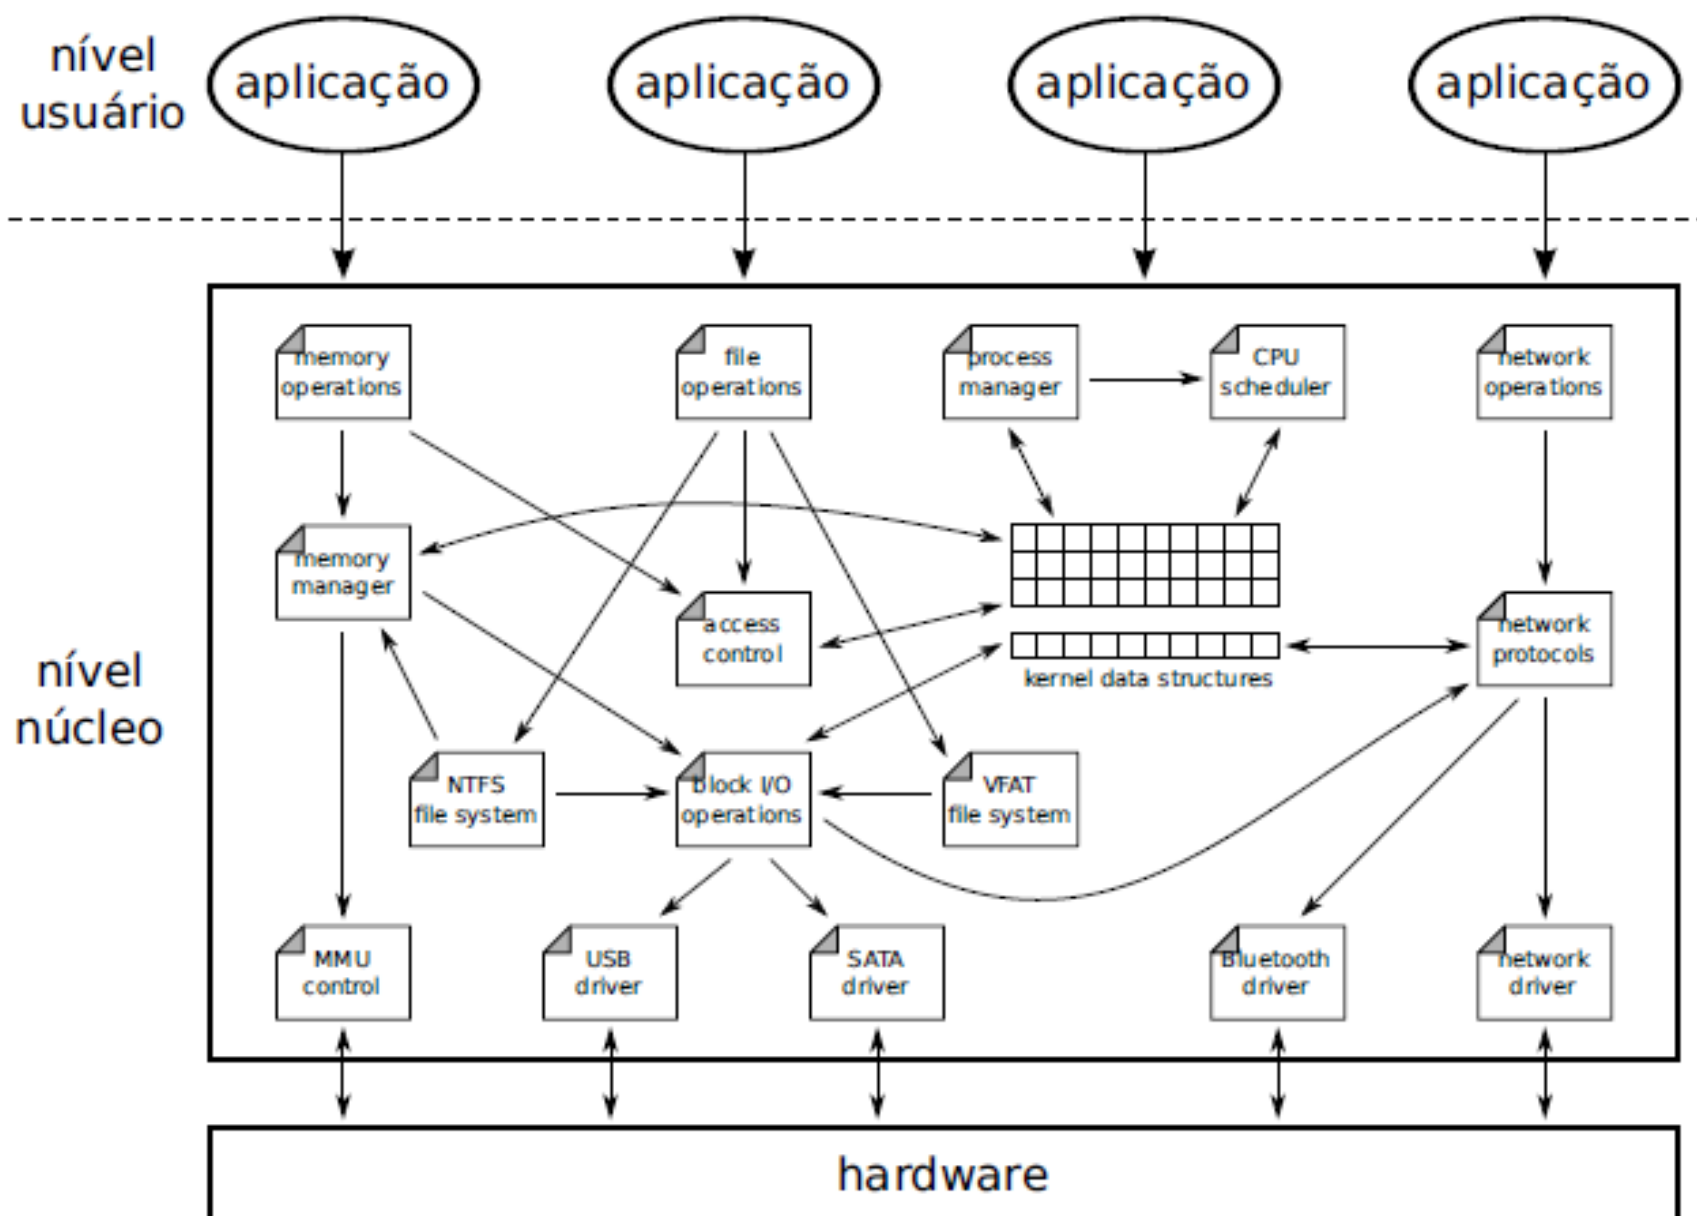 nível
usuário
aplicação
aplicação
aplicação
aplicação
memory
operations
file
operations
process
manager
CPU
scheduler
network
operations
memory
manager
access
control
kernel data structures
network
protocols
nível
núcleo
NTFS
file system
block I/O
operations
VFAT
file system
MMU
control
USB
driver
SATA
driver
Bluetooth
driver
network
driver
hardware